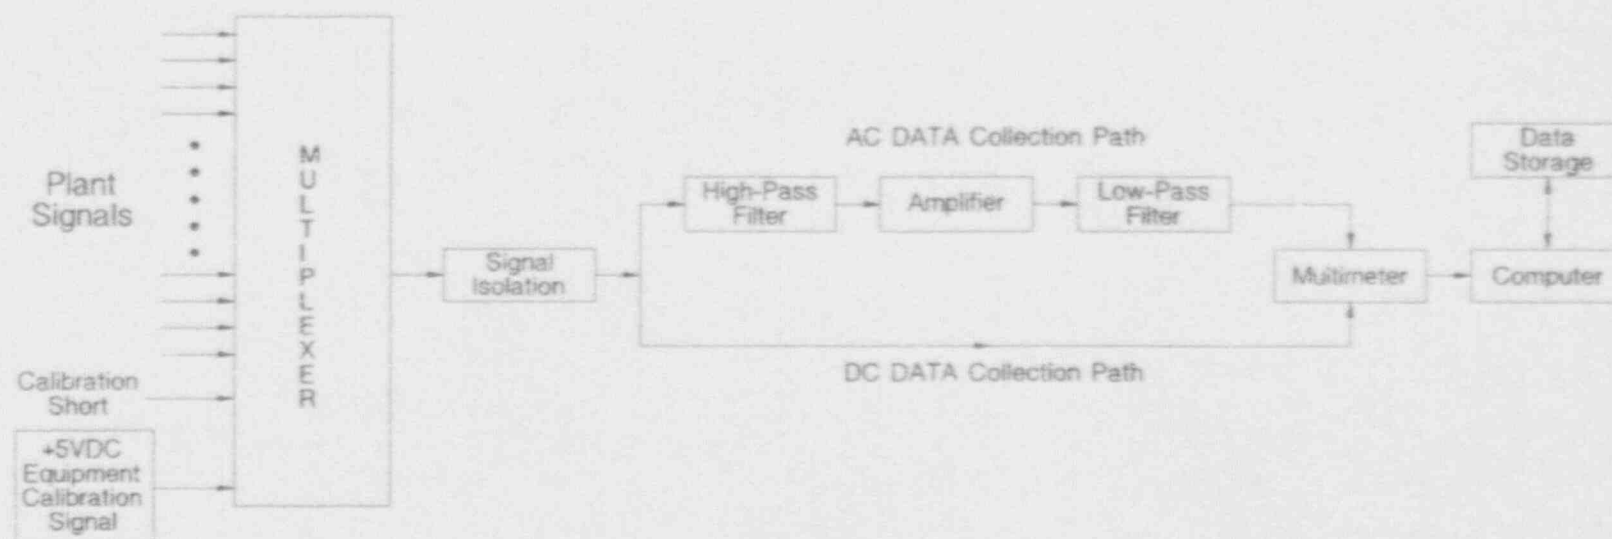 Plant
Signals
Calibration
Short
+5VDC
Equipment
Calibration
Signal
MULTIPLEXER
Signal
Isolation
AC DATA Collection Path
High-Pass
Filter
Amplifier
Low-Pass
Filter
DC DATA Collection Path
Multimeter
Data
Storage
Computer